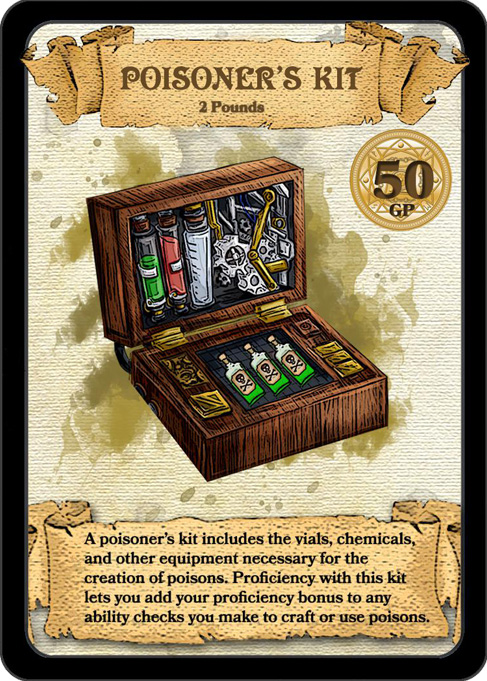 POISONER'S KIT
2 Pounds
50
GP
A poisoner's kit includes the vials, chemicals,
and other equipment necessary for the
creation of poisons. Proficiency with this kit
lets you add your proficiency bonus to any
ability checks you make to craft or use poisons.